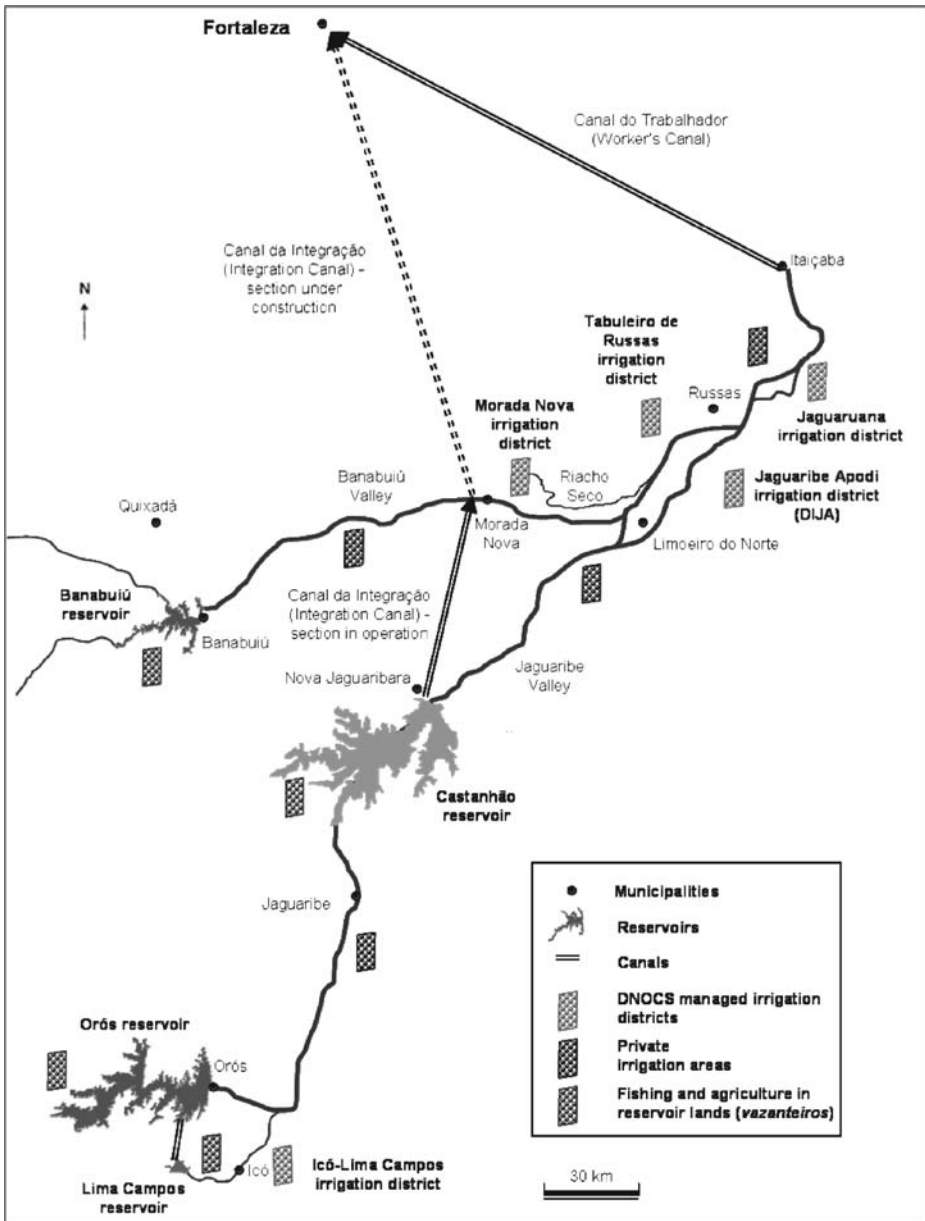 Fortaleza
Canal do Trabalhador
(Worker's Canal)
Canal da Integração
(Integration Canal) -
section under
construction
Itaiçaba
N
Tabuleiro de
Russas
irrigation
district
Russas
Morada Nova
irrigation
district
Jaguaruana
irrigation district
Banabuiú
Valley
Riacho
Seco
Jaguaribe Apodi
irrigation district
(DIJA)
Quixadá
Morada
Nova
Limoeiro do Norte
Banabuiú
reservoir
Banabuiú
Canal da Integração
(Integration Canal) -
section in operation
Nova Jaguaribara
Jaguaribe
Valley
Castanhão
reservoir
Jaguaribe
Orós reservoir
Orós
Icó
Lima Campos
reservoir
Icó-Lima Campos
irrigation district
Municipalities
Reservoirs
Canals
DNOCS managed irrigation
districts
Private
irrigation areas
Fishing and agriculture in
reservoir lands (vazanteiros)
30 km